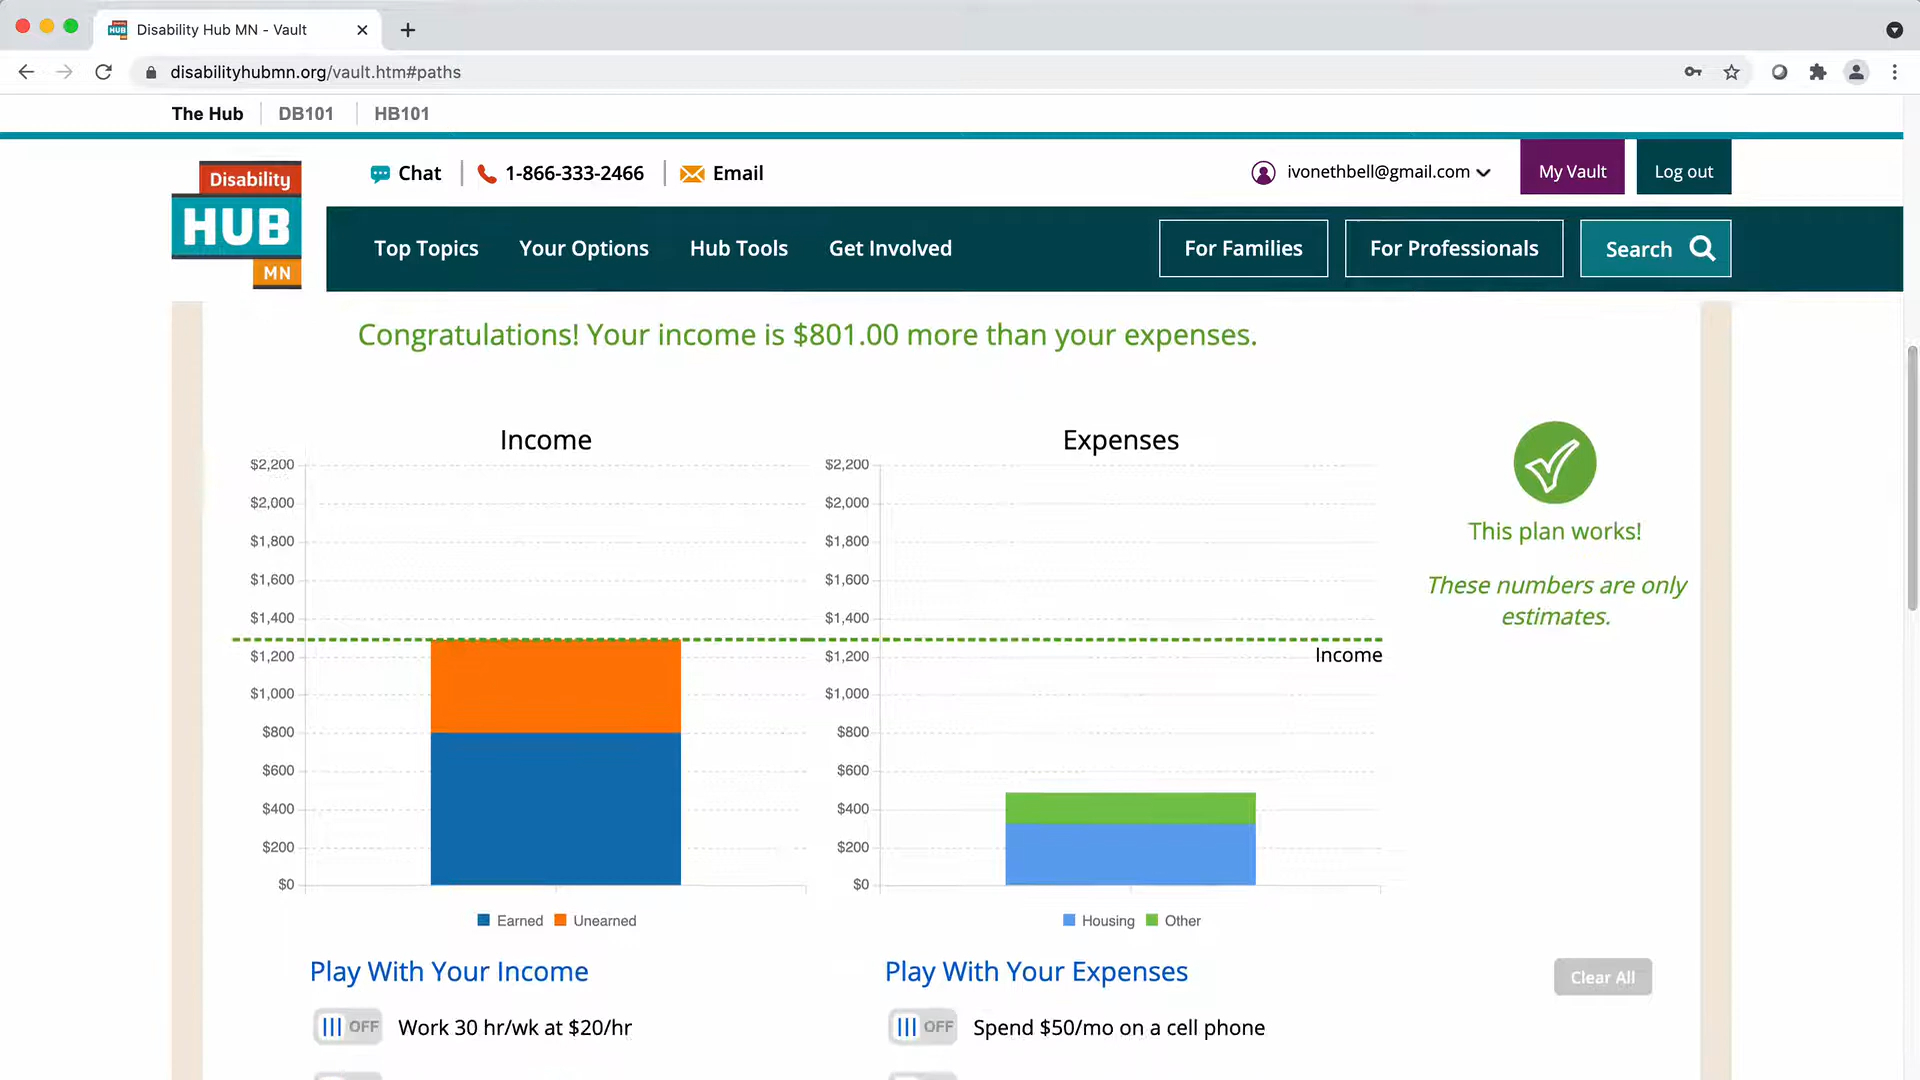 Disability Hub MN - Vault
disabilityhubmn.org/vault.htm#paths
The Hub DB101 HB101
Disability
HUB
MN
Chat 1-866-333-2466 Email
ivonethbell@gmail.com My Vault Log out
Top Topics Your Options Hub Tools Get Involved For Families For Professionals Search
Congratulations! Your income is $801.00 more than your expenses.
Income
$2,200
$2,000
$1,800
$1,600
$1,400
$1,200
$1,000
$800
$600
$400
$200
$0
Earned Unearned
Expenses
$2,200
$2,000
$1,800
$1,600
$1,400
$1,200
$1,000
$800
$600
$400
$200
$0
Income
Housing Other
This plan works!
These numbers are only
estimates.
Play With Your Income
OFF Work 30 hr/wk at $20/hr
Play With Your Expenses
OFF Spend $50/mo on a cell phone
Clear All